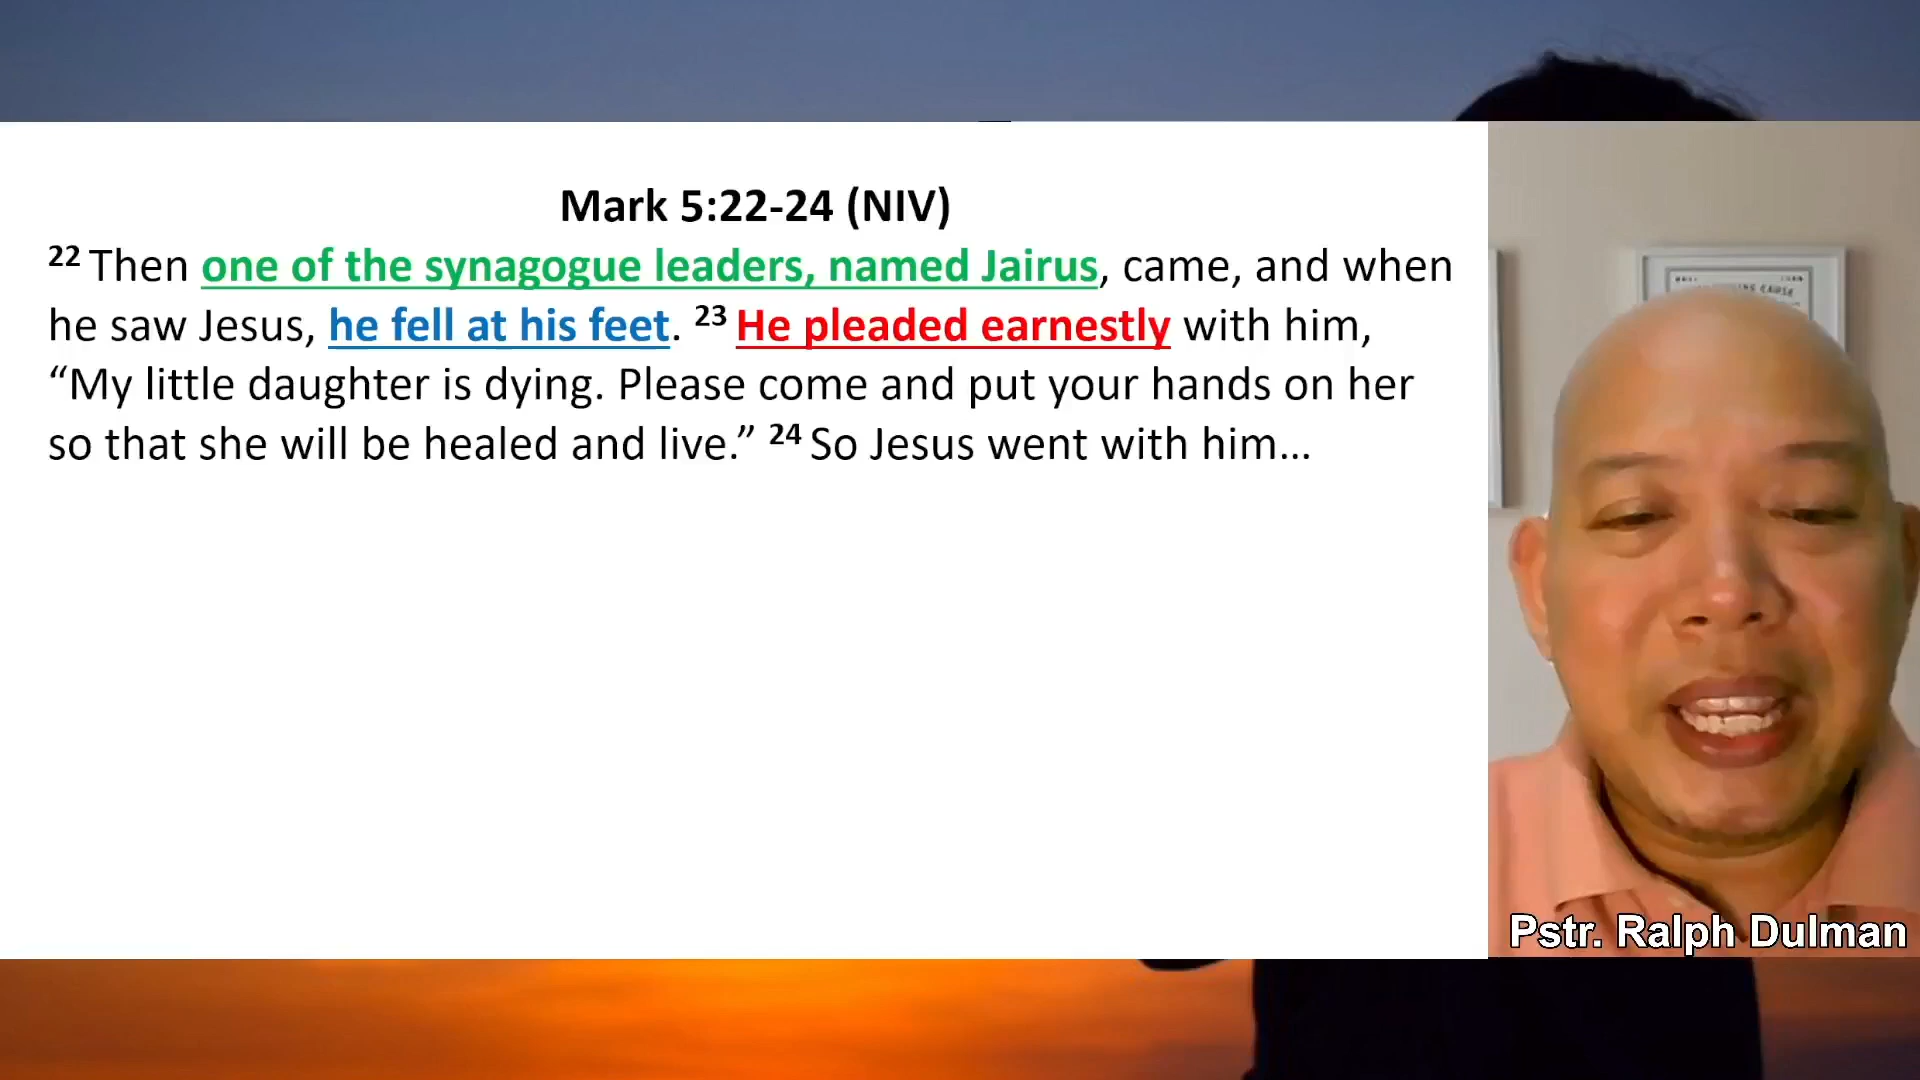 Mark 5:22-24 (NIV)
22 Then one of the synagogue leaders, named Jairus, came, and when
he saw Jesus, he fell at his feet. 23 He pleaded earnestly with him,
“My little daughter is dying. Please come and put your hands on her
so that she will be healed and live.” 24 So Jesus went with him...
Pstr. Ralph Dulman